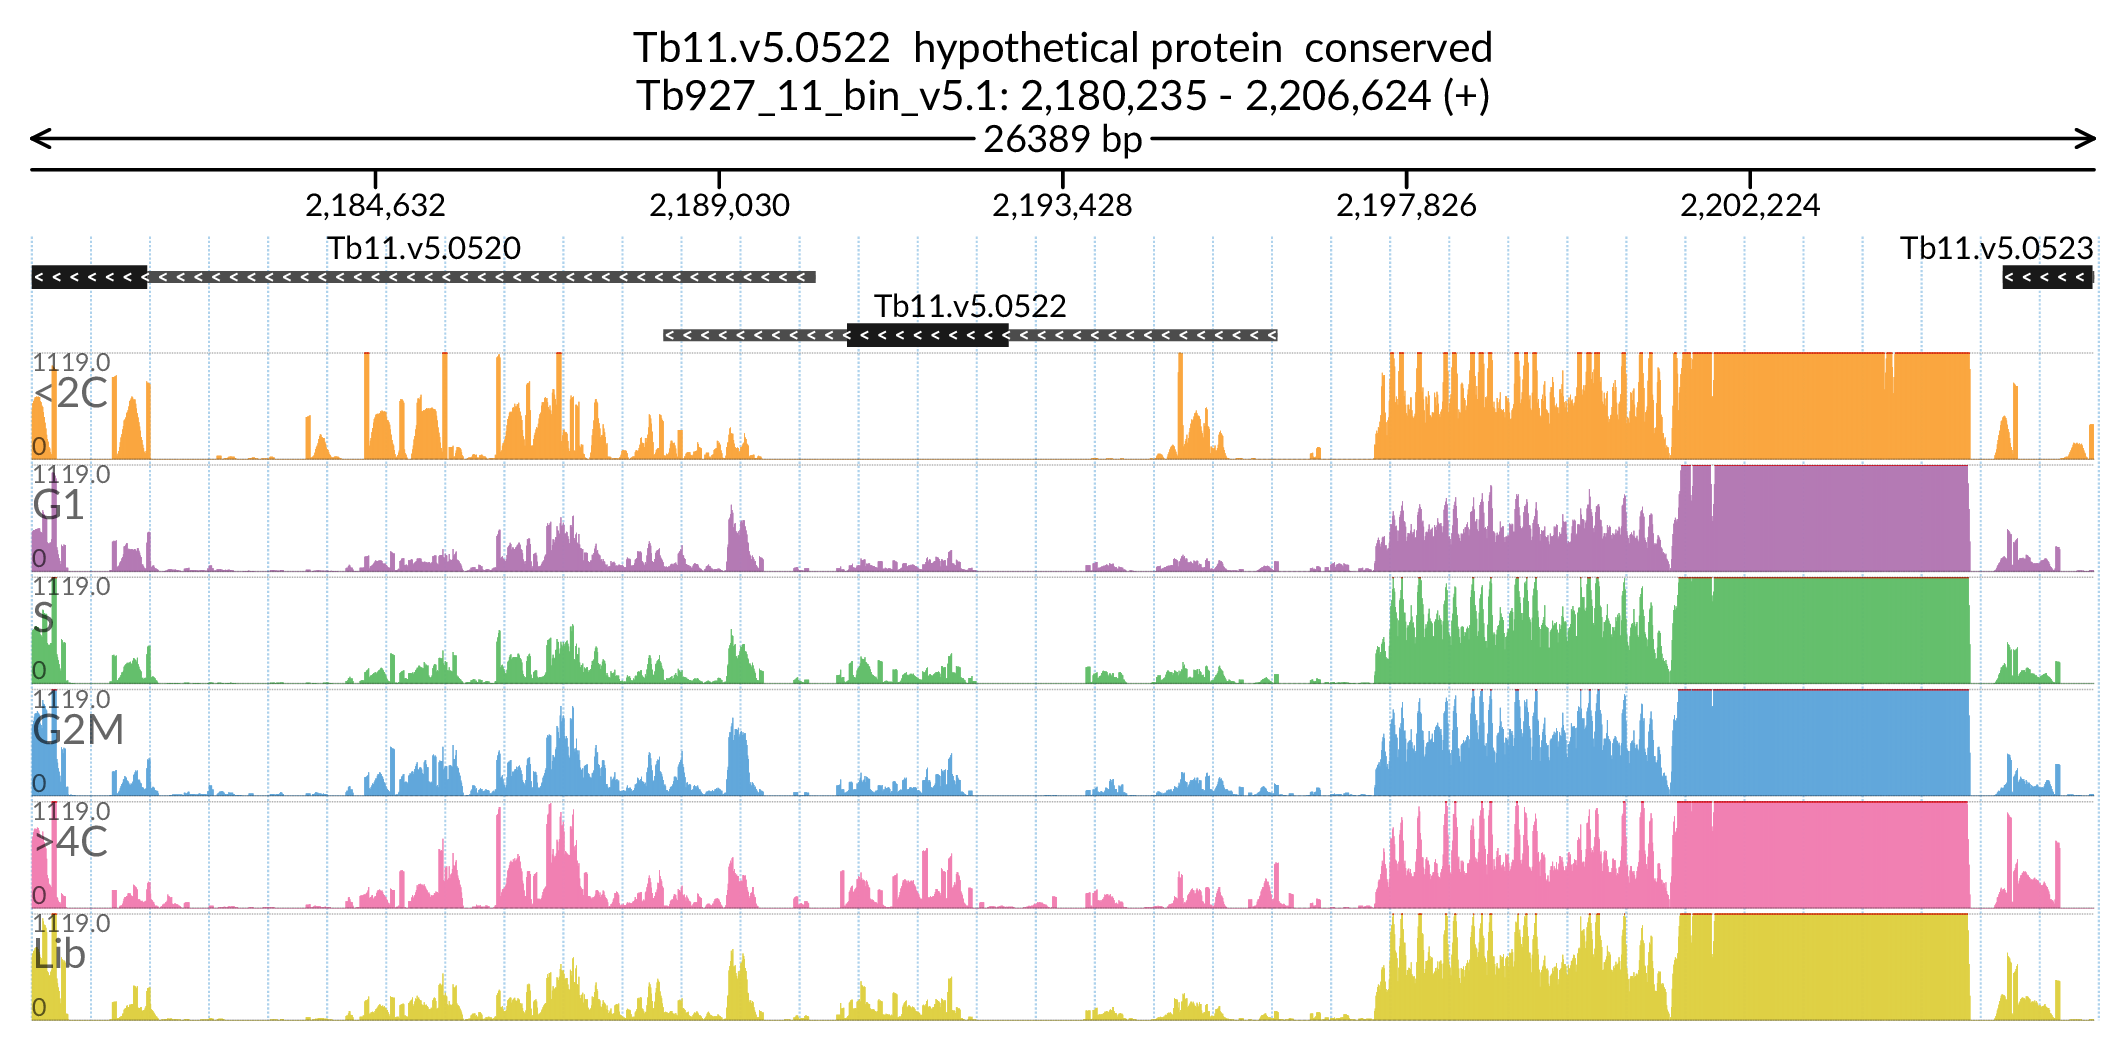 Tb11.v5.0522 hypothetical protein conserved
Tb927_11_bin_v5.1: 2,180,235 - 2,206,624 (+)
26389 bp
2,184,632 2,189,030 2,193,428 2,197,826 2,202,224
Tb11.v5.0520 Tb11.v5.0523
Tb11.v5.0522
1119.0
<2C
0
1119.0
G1
0
1119.0
S
0
1119.0
G2M
0
1119.0
>4C
0
1119.0
Lib
0